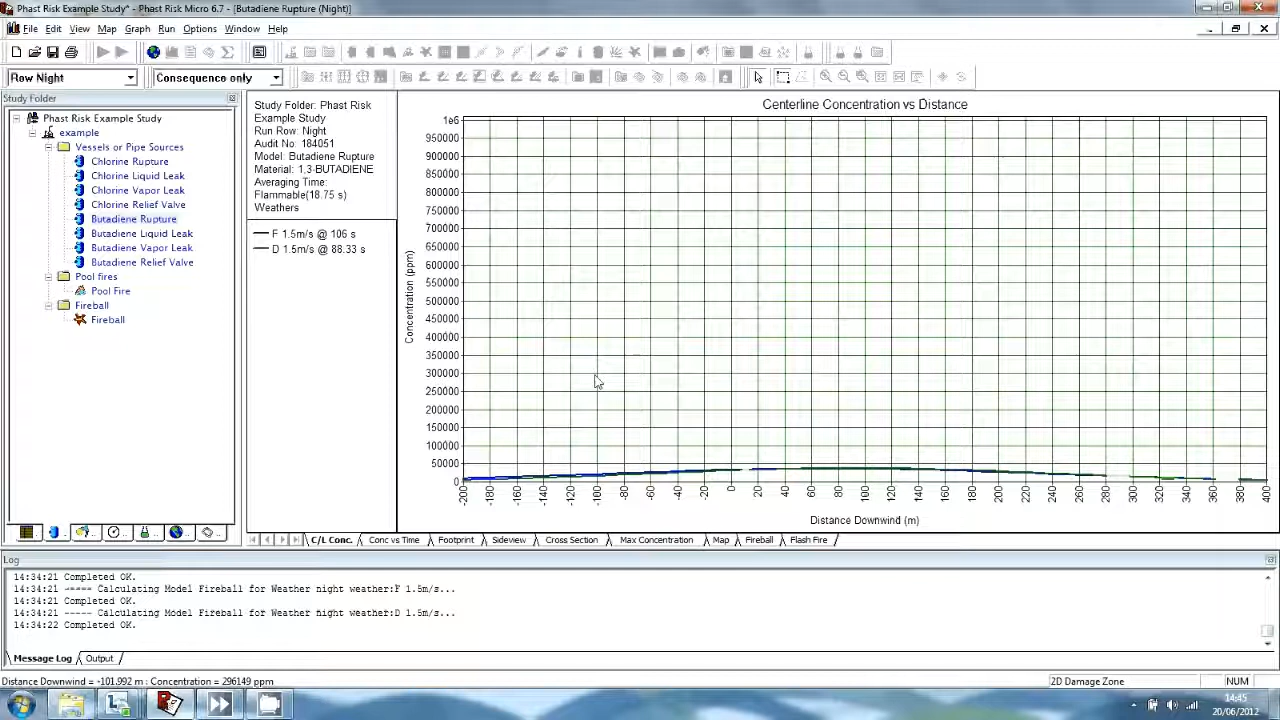 Phast Risk Example Study* - Phast Risk Micro 6.7 - [Butadiene Rupture (Night)]
File Edit View Map Graph Run Options Window Help
Row Night
Consequence only
Study Folder
Phast Risk Example Study
example
Vessels or Pipe Sources
Chlorine Rupture
Chlorine Liquid Leak
Chlorine Vapor Leak
Chlorine Relief Valve
Butadiene Rupture
Butadiene Liquid Leak
Butadiene Vapor Leak
Butadiene Relief Valve
Pool fires
Pool Fire
Fireball
Fireball
Study Folder: Phast Risk
Example Study
Run Row: Night
Audit No: 184051
Model: Butadiene Rupture
Material: 1,3-BUTADIENE
Averaging Time:
Flammable(18.75 s)
Weathers
F 1.5m/s @ 106 s
D 1.5m/s @ 88.33 s
Centerline Concentration vs Distance
Concentration (ppm)
1e6
950000
900000
850000
800000
750000
700000
650000
600000
550000
500000
450000
400000
350000
300000
250000
200000
150000
100000
50000
0
-200 -180 -160 -140 -120 -100 -80 -60 -40 -20 0 20 40 60 80 100 120 140 160 180 200 220 240 260 280 300 320 340 360 380 400
Distance Downwind (m)
C/L Conc. Conc vs Time Footprint Sideview Cross Section Max Concentration Map Fireball Flash Fire
Log
14:34:21 Completed OK.
14:34:21 ----- Calculating Model Fireball for Weather night weather:F 1.5m/s...
14:34:21 Completed OK.
14:34:21 ----- Calculating Model Fireball for Weather night weather:D 1.5m/s...
14:34:22 Completed OK.
Message Log Output
Distance Downwind = -101.992 m : Concentration = 296149 ppm
2D Damage Zone
NUM
14:45
20/06/2012